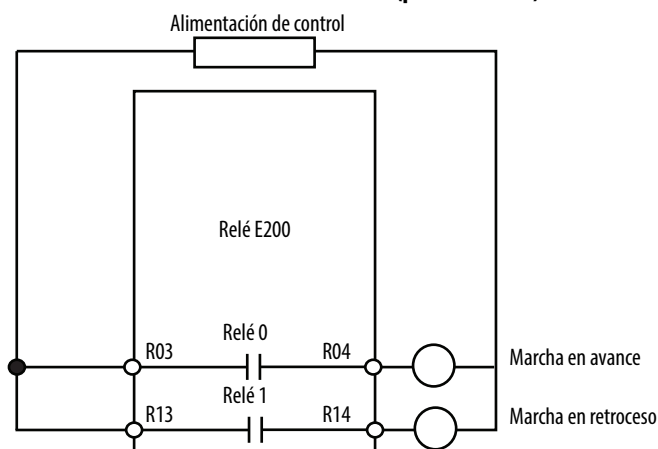 Alimentación de control
Relé E200
Relé 0
R03
R04
Marcha en avance
Relé 1
R13
R14
Marcha en retroceso